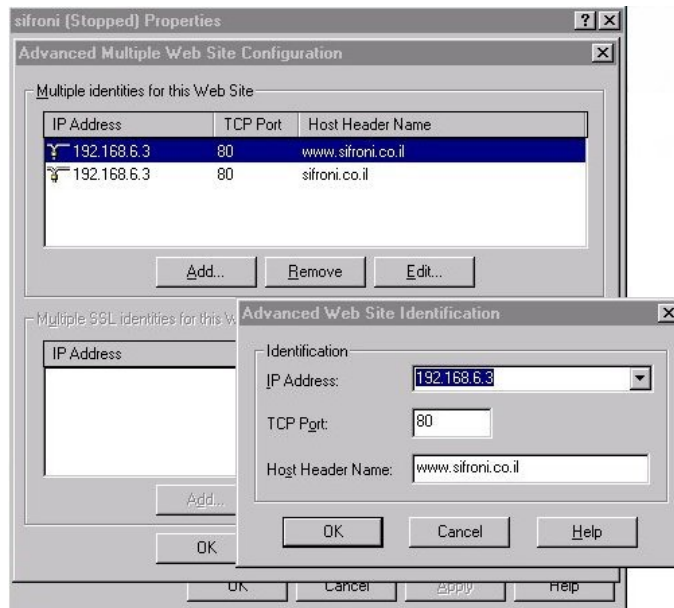 sifroni (Stopped) Properties
Advanced Multiple Web Site Configuration
Multiple identities for this Web Site
IP Address TCP Port Host Header Name
192.168.6.3 80 www.sifroni.co.il
192.168.6.3 80 sifroni.co.il
Add... Remove Edit...
Multiple SSL identities for this W
IP Address
Add...
OK
Advanced Web Site Identification
Identification
IP Address: 192.168.6.3
TCP Port: 80
Host Header Name: www.sifroni.co.il
OK Cancel Help
OK Cancel Apply Help